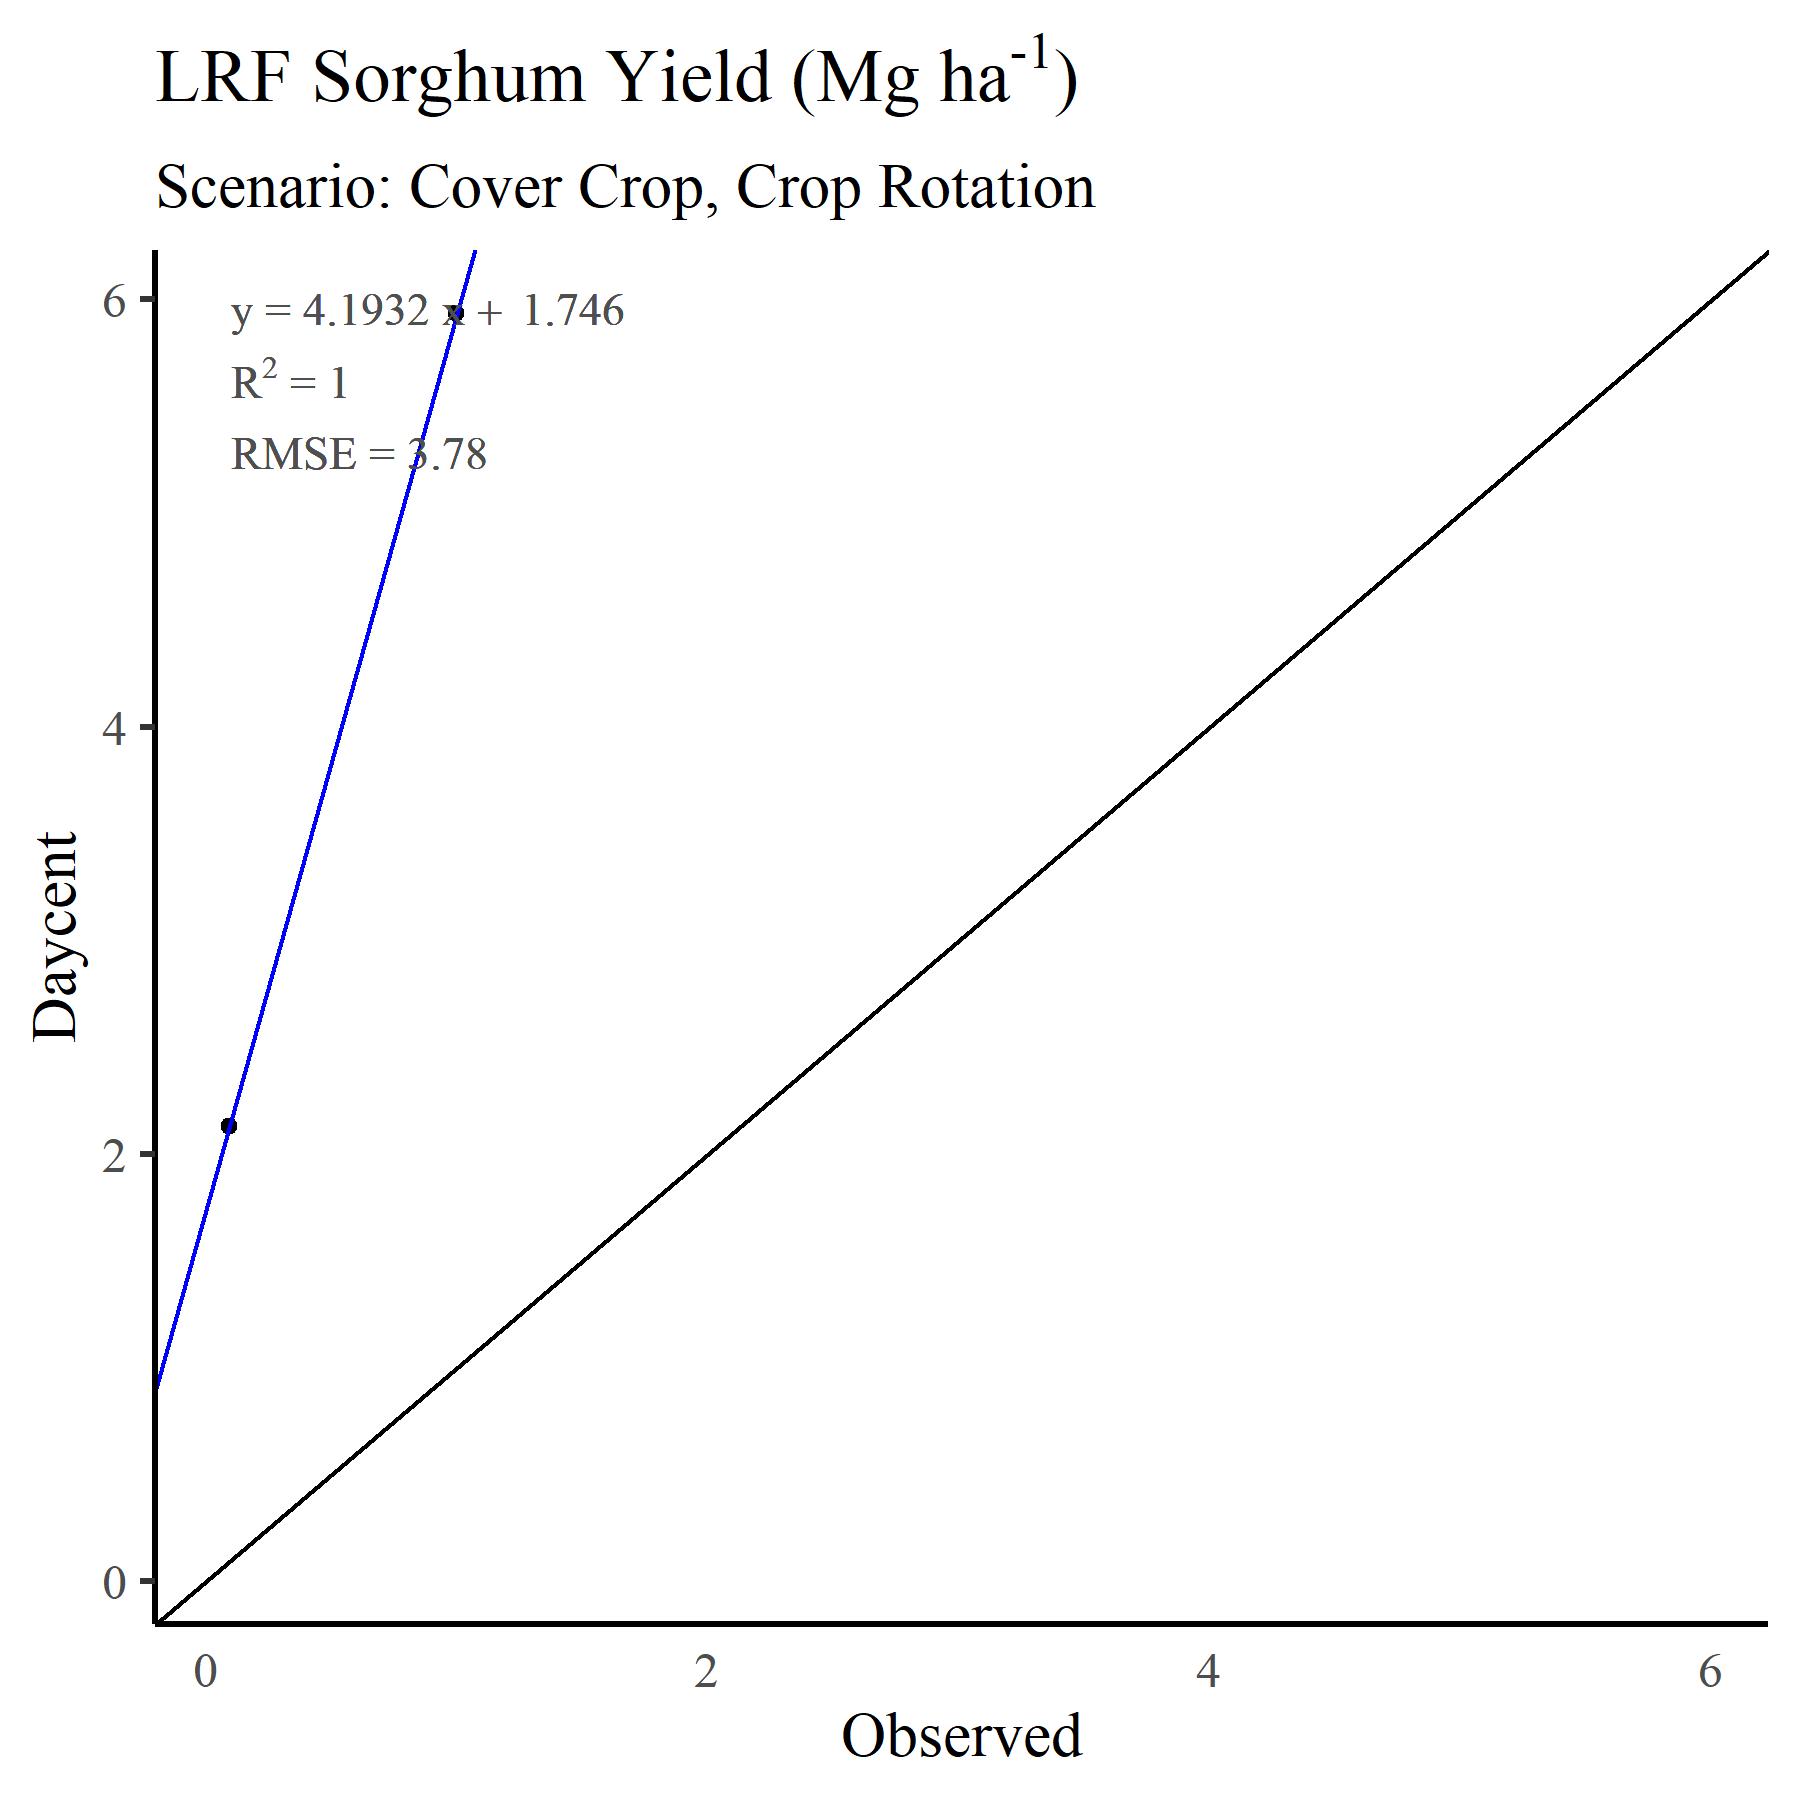 LRF Sorghum Yield (Mg ha⁻¹)
Scenario: Cover Crop, Crop Rotation
y = 4.1932 x + 1.746
R² = 1
RMSE = 3.78
6
4
2
0
Daycent
0 2 4 6
Observed